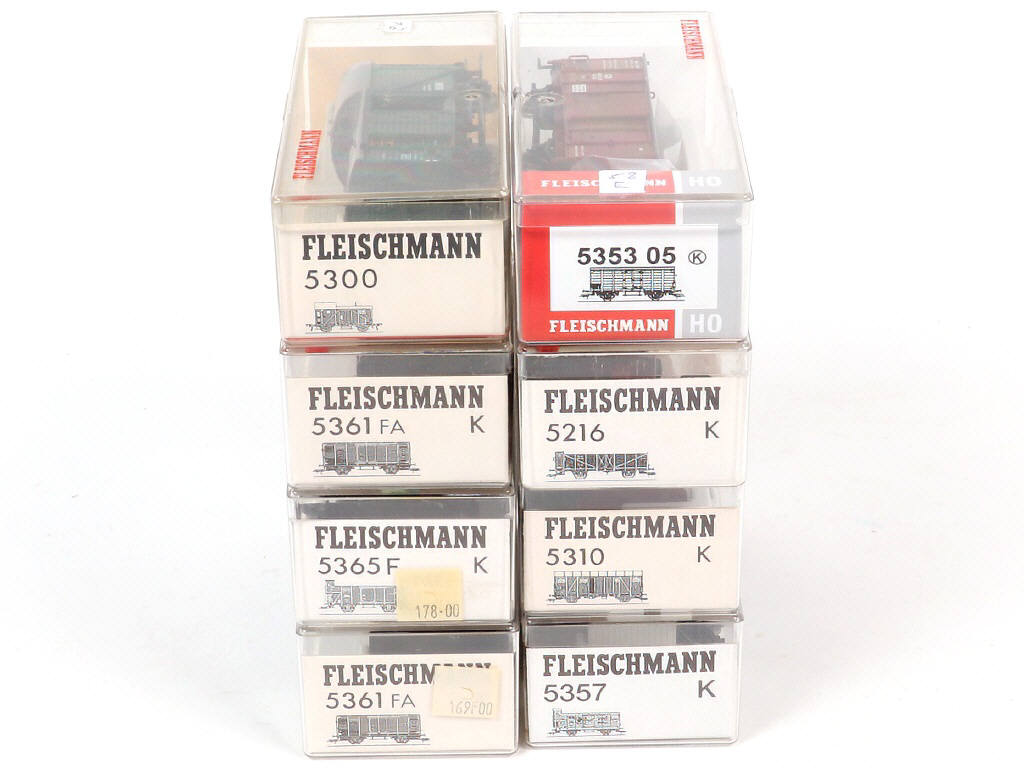 FLEISCHMANN
FLEISCHMANN
5300
FLEISCHMANN
FLEISCHMANN HO
5353 05 K
FLEISCHMANN HO
FLEISCHMANN
5361 FA K
FLEISCHMANN
5216 K
FLEISCHMANN
5365 F K
178-00
FLEISCHMANN
5310 K
FLEISCHMANN
5361 FA
169-00
FLEISCHMANN
5357 K